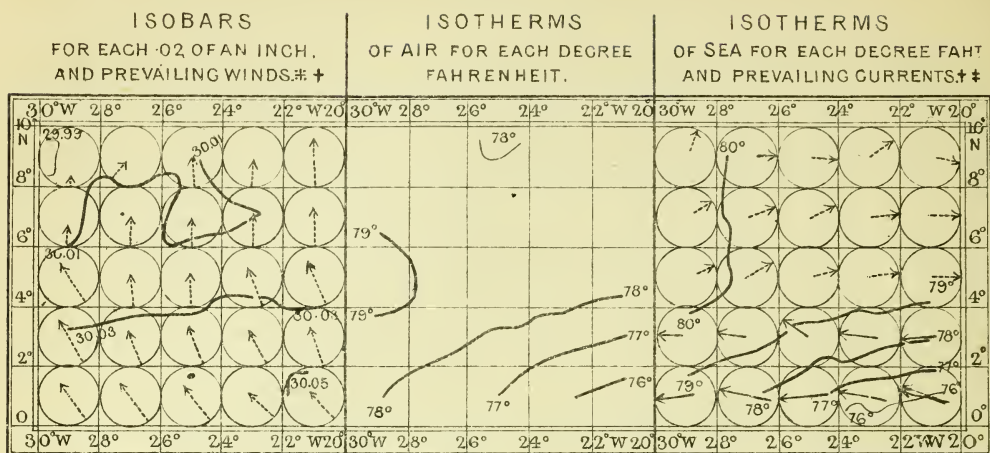 ISOBARS
FOR EACH ·02 OF AN INCH,
AND PREVAILING WINDS.⁜ †
ISOTHERMS
OF AIR FOR EACH DEGREE
FAHRENHEIT.
ISOTHERMS
OF SEA FOR EACH DEGREE FAHT
AND PREVAILING CURRENTS.†‡
30°W 28° 26° 24° 22° W20°
30°W 28° 26° 24° 22°W 20°
30°W 28° 26° 24° 22° W 20°
10°
N
8°
6°
4°
2°
0°
29.99
30.01
30.01
30.03
30.03
30.05
73°
79°
79°
78°
77°
76°
78°
77°
80°
80°
79°
78°
77°
76°
79°
78°
77°
76°
10°
N
8°
6°
4°
2°
0°
30°W 28° 26° 24° 22° W20°
30°W 28° 26° 24° 22°W 20°
30°W 28° 26° 24° 22°W 20°